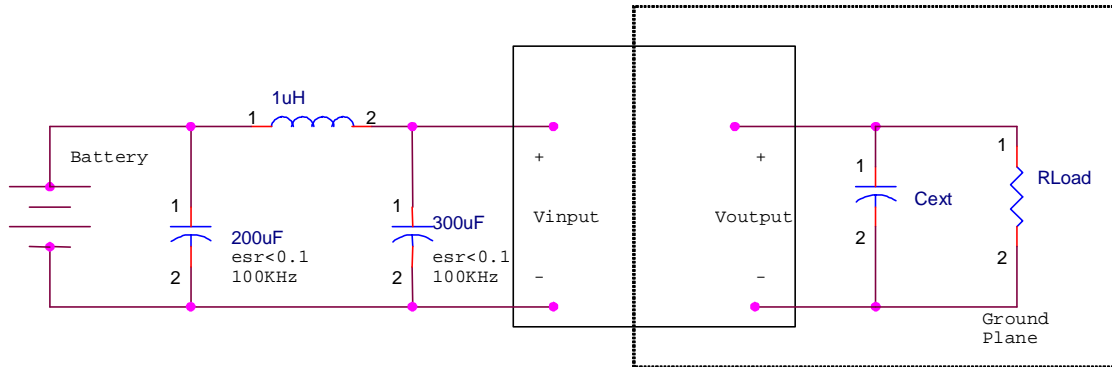 1uH
1
2
Battery
+
+
1
1
1
1
RLoad
Cext
300uF
200uF
Vinput
Voutput
esr<0.1
100KHz
esr<0.1
100KHz
2
2
2
2
-
-
Ground
Plane